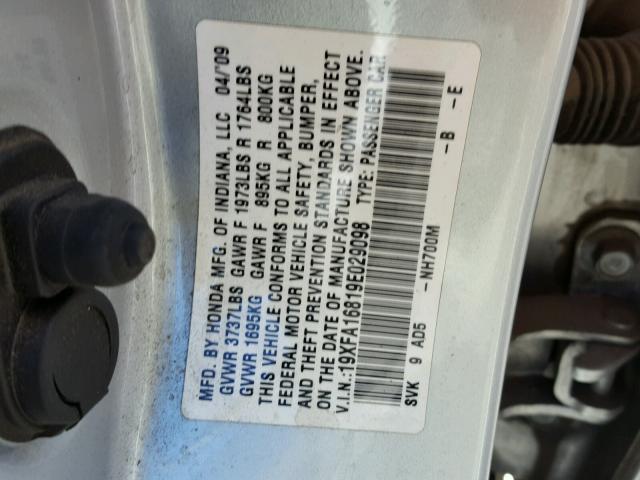 MFD. BY HONDA MFG. OF INDIANA, LLC 04/09
GVWR 3737LBS GAWR F 1973LBS R 1764LBS
GVWR 1695KG GAWR F 895KG R 800KG
THIS VEHICLE CONFORMS TO ALL APPLICABLE
FEDERAL MOTOR VEHICLE SAFETY, BUMPER,
AND THEFT PREVENTION STANDARDS IN EFFECT
ON THE DATE OF MANUFACTURE SHOWN ABOVE.
V.I.N.:19XFA16819E029098 TYPE: PASSENGER CAR
SVK 9 AD5 -NH700M -B -E